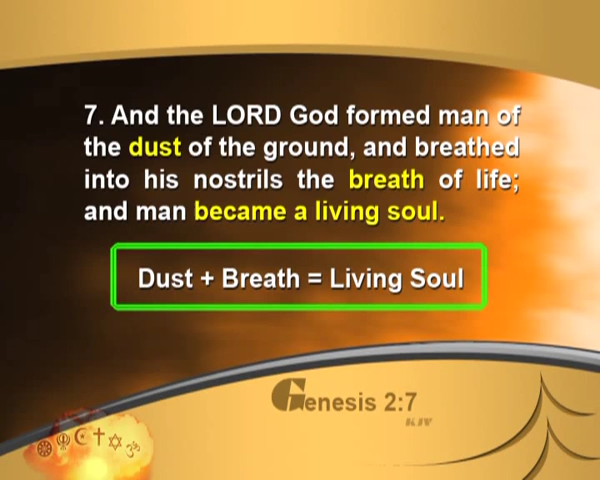 7. And the LORD God formed man of
the dust of the ground, and breathed
into his nostrils the breath of life;
and man became a living soul.
Dust + Breath = Living Soul
Genesis 2:7
KJV